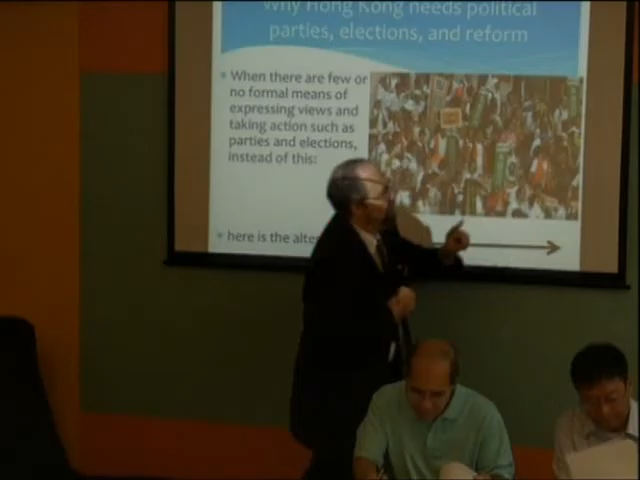 Why Hong Kong needs political
parties, elections, and reform
* When there are few or
no formal means of
expressing views and
taking action such as
parties and elections,
instead of this:
* here is the